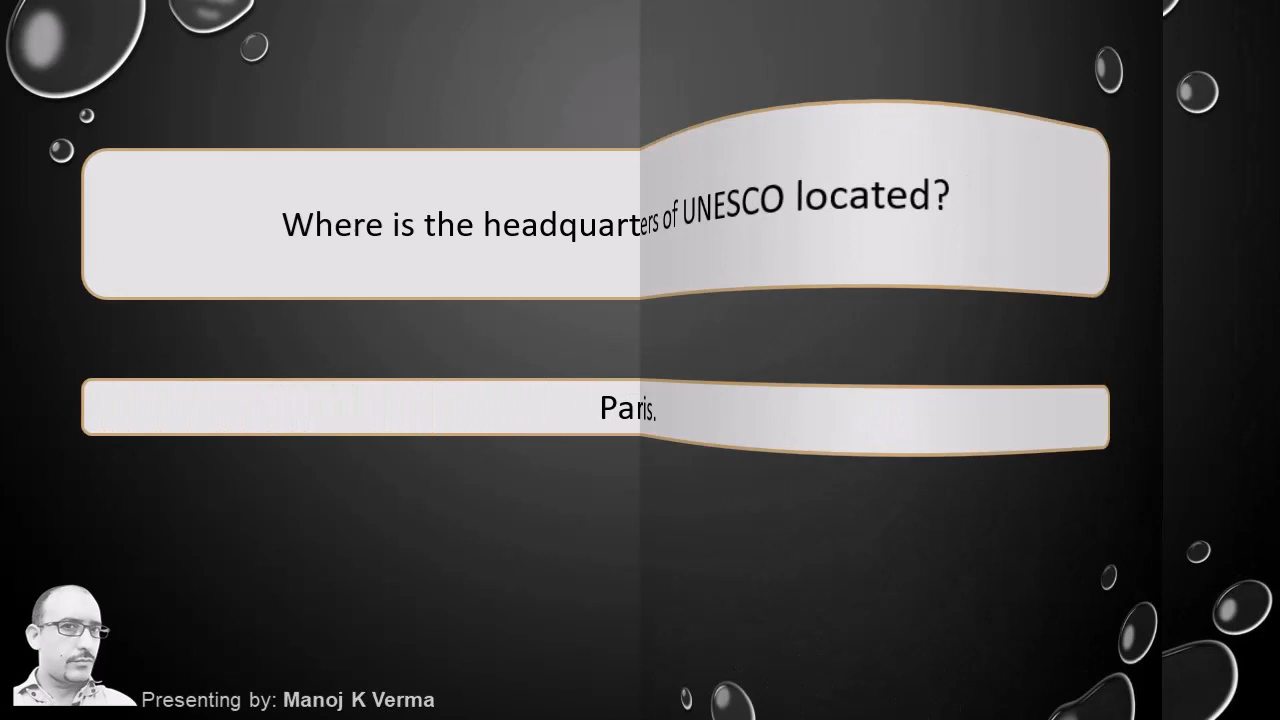 Where is the headquarters of UNESCO located?
Paris.
Presenting by: Manoj K Verma